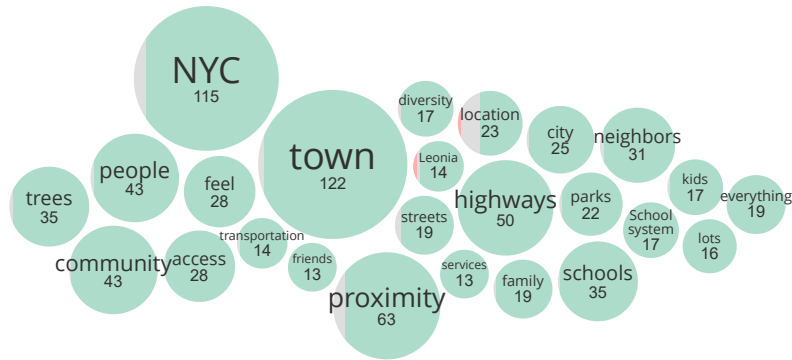 NYC
115
town
122
diversity
17
location
23
city
25
neighbors
31
Leonia
14
people
43
feel
28
trees
35
highways
50
parks
22
kids
17
everything
19
streets
19
School
system
17
lots
16
transportation
14
community
43
access
28
friends
13
services
13
family
19
schools
35
proximity
63